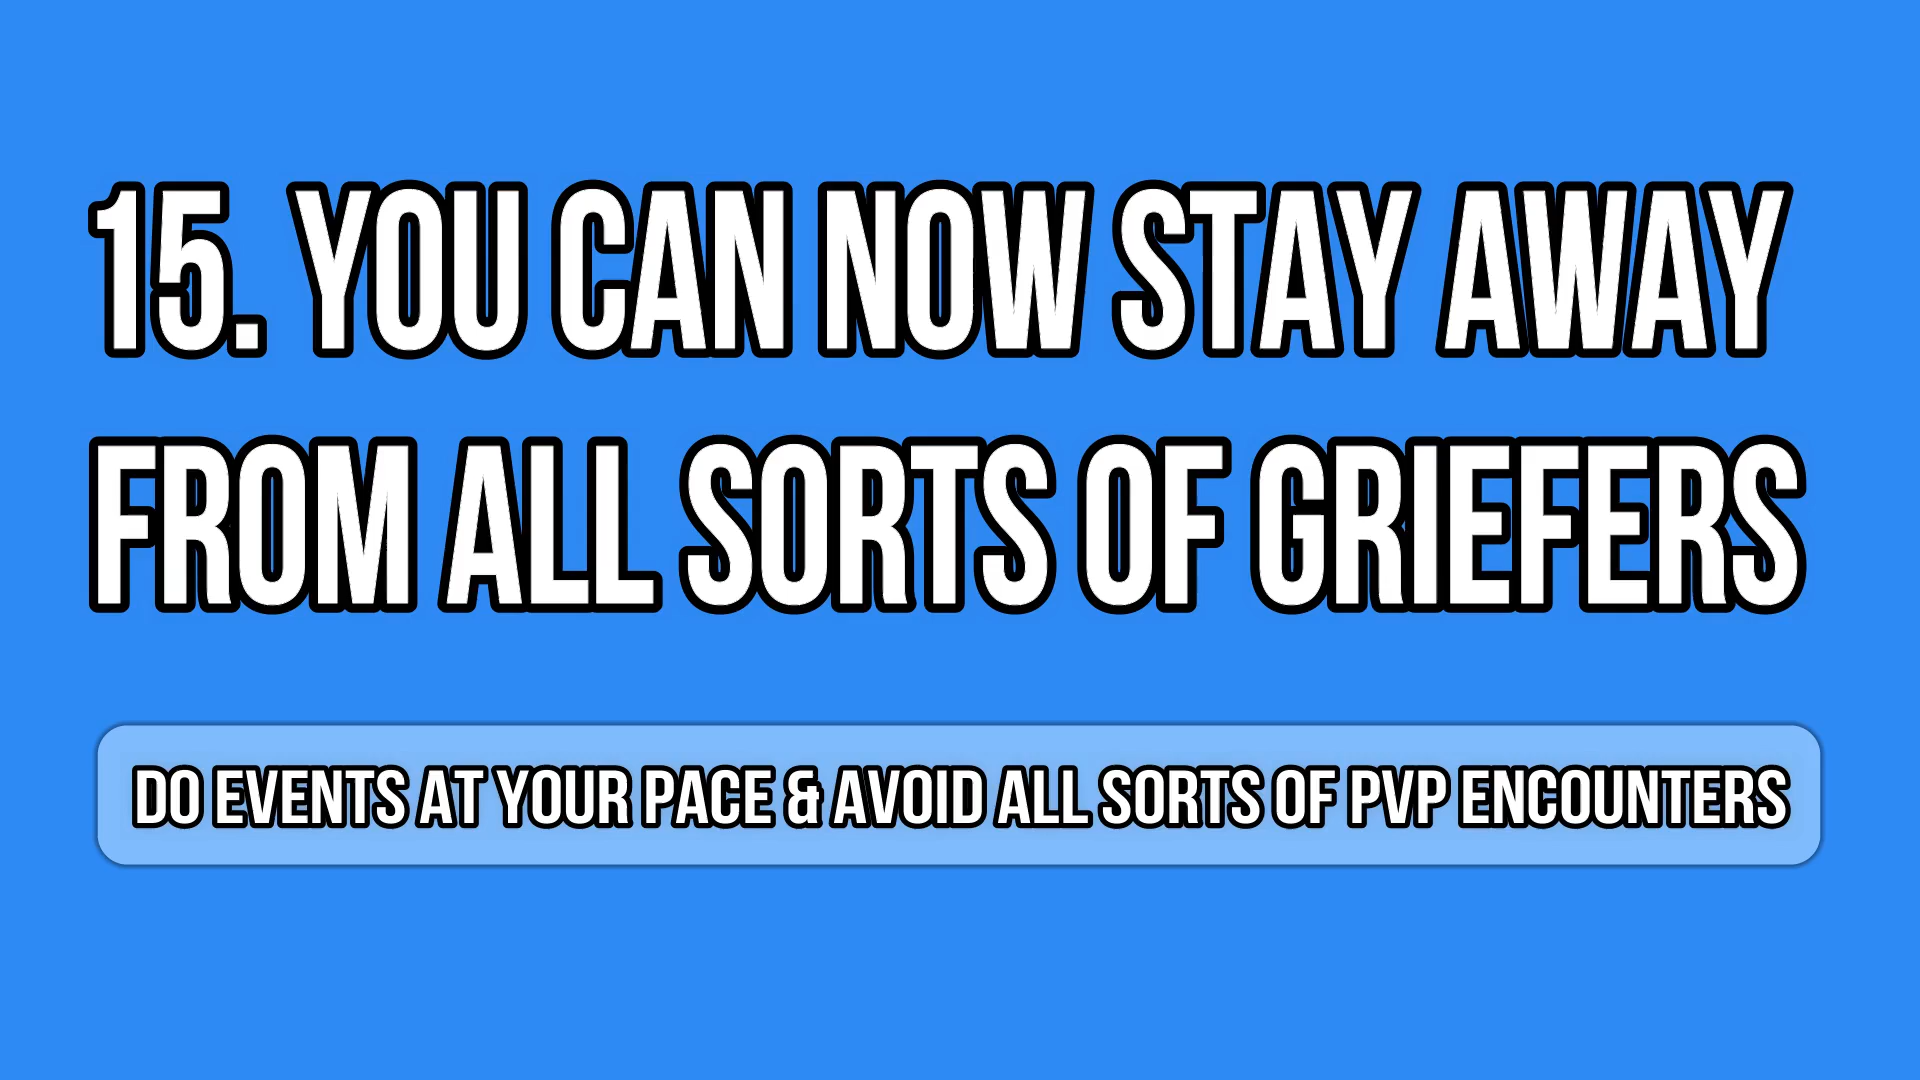 15. YOU CAN NOW STAY AWAY
FROM ALL SORTS OF GRIEFERS
DO EVENTS AT YOUR PACE & AVOID ALL SORTS OF PVP ENCOUNTERS